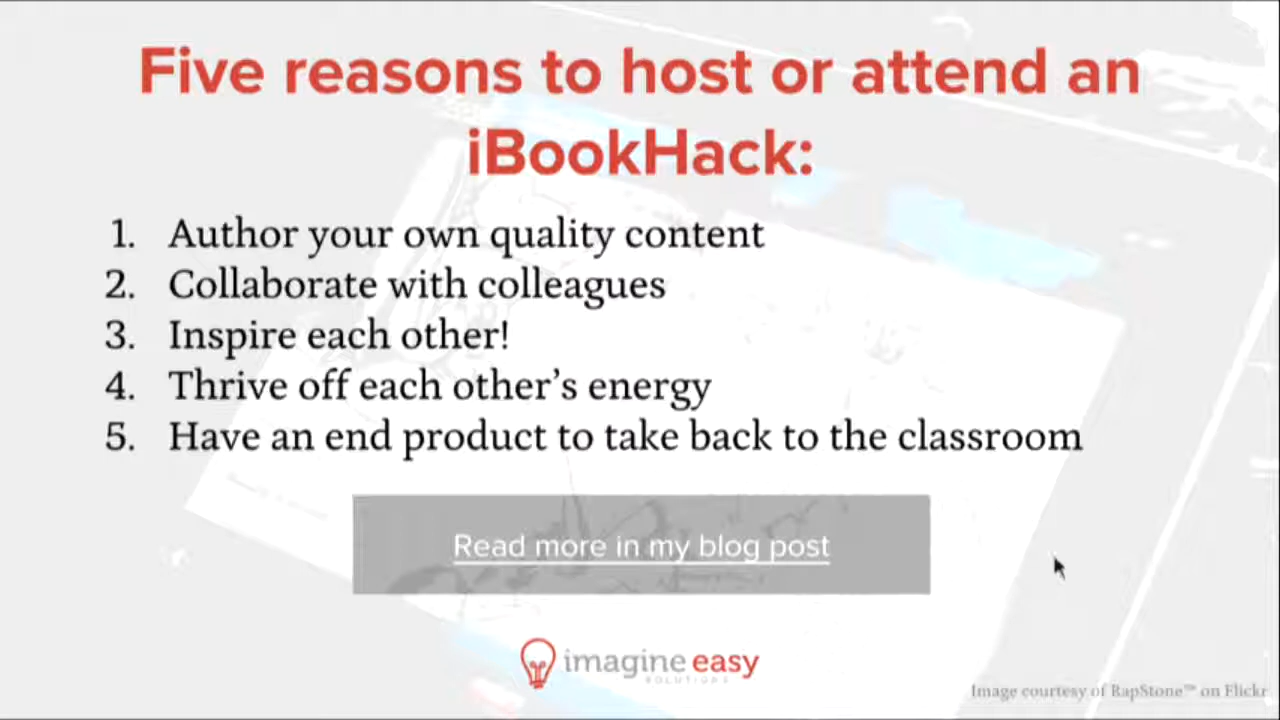 Five reasons to host or attend an
iBookHack:
1. Author your own quality content
2. Collaborate with colleagues
3. Inspire each other!
4. Thrive off each other’s energy
5. Have an end product to take back to the classroom
Read more in my blog post
imagine easy
SOLUTIONS
Image courtesy of RapStone™ on Flickr